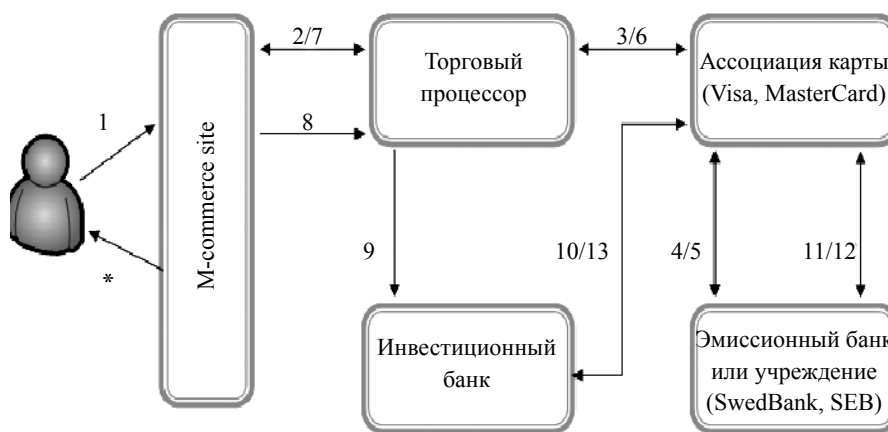 2/7
3/6
Торговый
процессор
Ассоциация карты
(Visa, MasterCard)
1
8
M-commerce site
*
9
10/13
4/5
11/12
Инвестиционный
банк
Эмиссионный банк
или учреждение
(SwedBank, SEB)